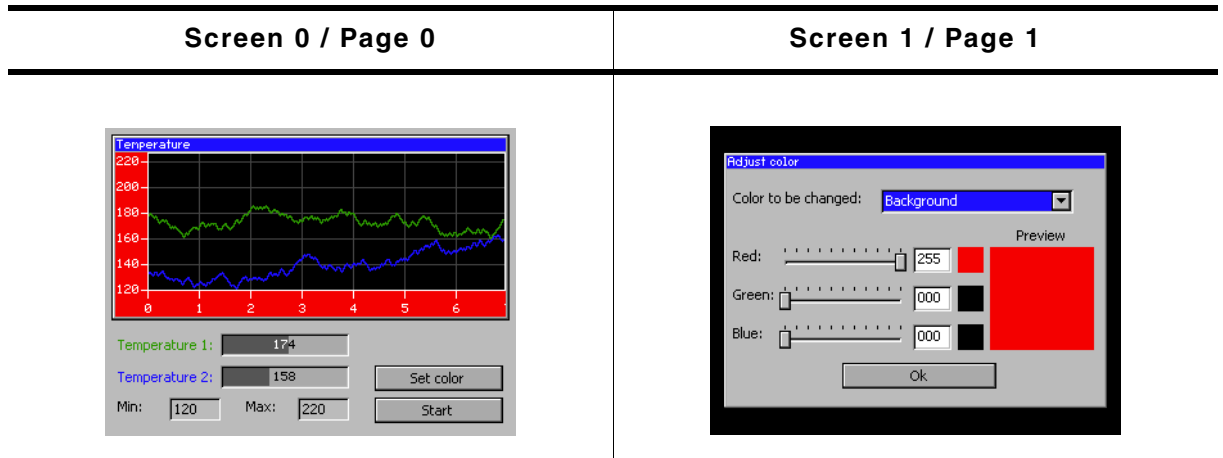 Screen 0 / Page 0
Screen 1 / Page 1
Temperature
220
200
180
160
140
120
0 1 2 3 4 5 6
Temperature 1: 174
Temperature 2: 158
Set color
Min: 120 Max: 220
Start
Adjust color
Color to be changed: Background
Preview
Red: 255
Green: 000
Blue: 000
Ok